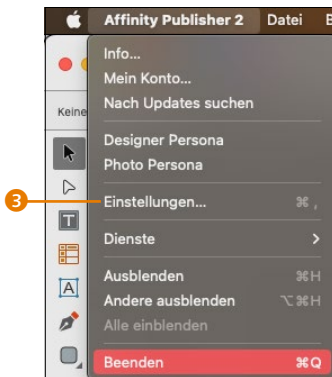 Affinity Publisher 2 Datei
Info...
Mein Konto...
Nach Updates suchen
Keine
Designer Persona
Photo Persona
3 Einstellungen... ⌘ ,
Dienste >
Ausblenden ⌘H
Andere ausblenden ⌥⌘H
Alle einblenden
Beenden ⌘Q